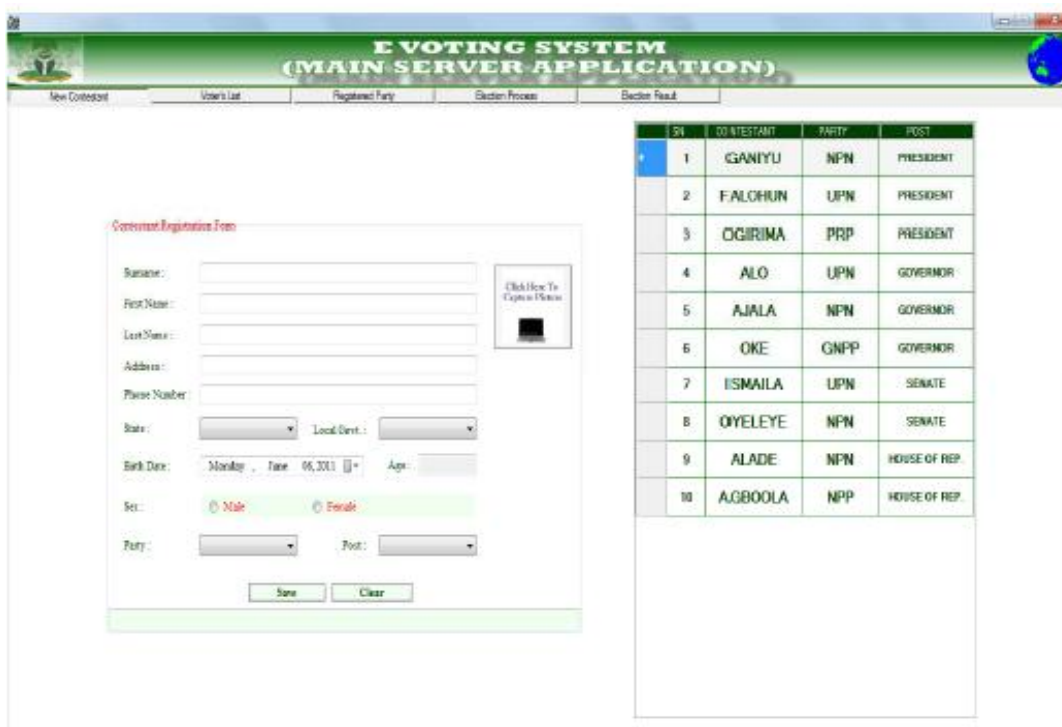 E VOTING SYSTEM
(MAIN SERVER APPLICATION)
New Contestant Voter's List Registered Party Election Process Election Result
Contestant Registration Form
Surname :
First Name :
Last Name :
Address :
Phone Number
State : Local Govt. :
Birth Date : Monday , June 06, 2011 Age :
Sex : Male Female
Party : Post :
Save Clear
Click Here To
Capture Picture
SN CONTESTANT PARTY POST
1 GANIYU NPN PRESIDENT
2 FALOHUN UPN PRESIDENT
3 OGIRIMA PRP PRESIDENT
4 ALO UPN GOVERNOR
5 AJALA NPN GOVERNOR
6 OKE GNPP GOVERNOR
7 IISMAILA UPN SENATE
8 OIYELEYE NPN SENATE
9 ALADE NPN HOUSE OF REP.
10 AGBOOLA NPP HOUSE OF REP.